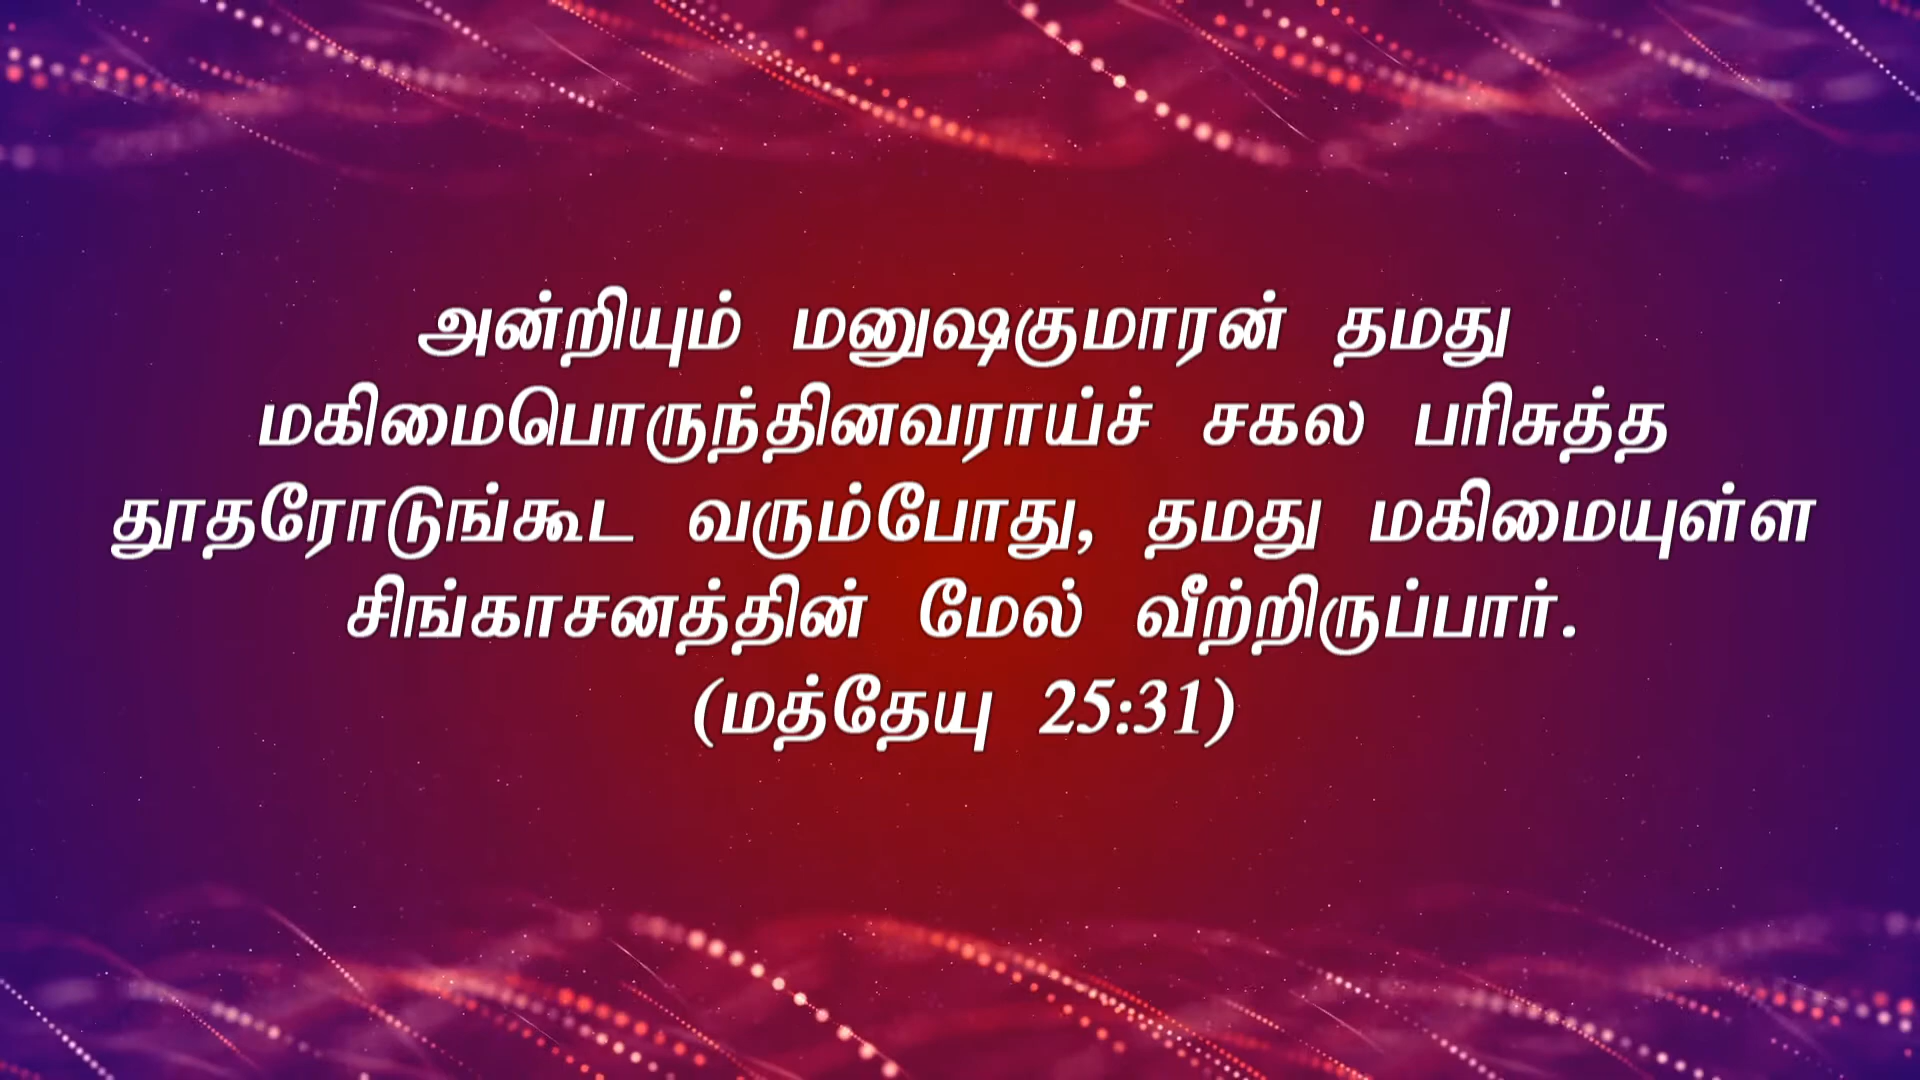 அன்றியும் மனுஷகுமாரன் தமது
மகிமைபொருந்தினவராய்ச் சகல பரிசுத்த
தூதரோடுங்கூட வரும்போது, தமது மகிமையுள்ள
சிங்காசனத்தின் மேல் வீற்றிருப்பார்.
(மத்தேயு 25:31)